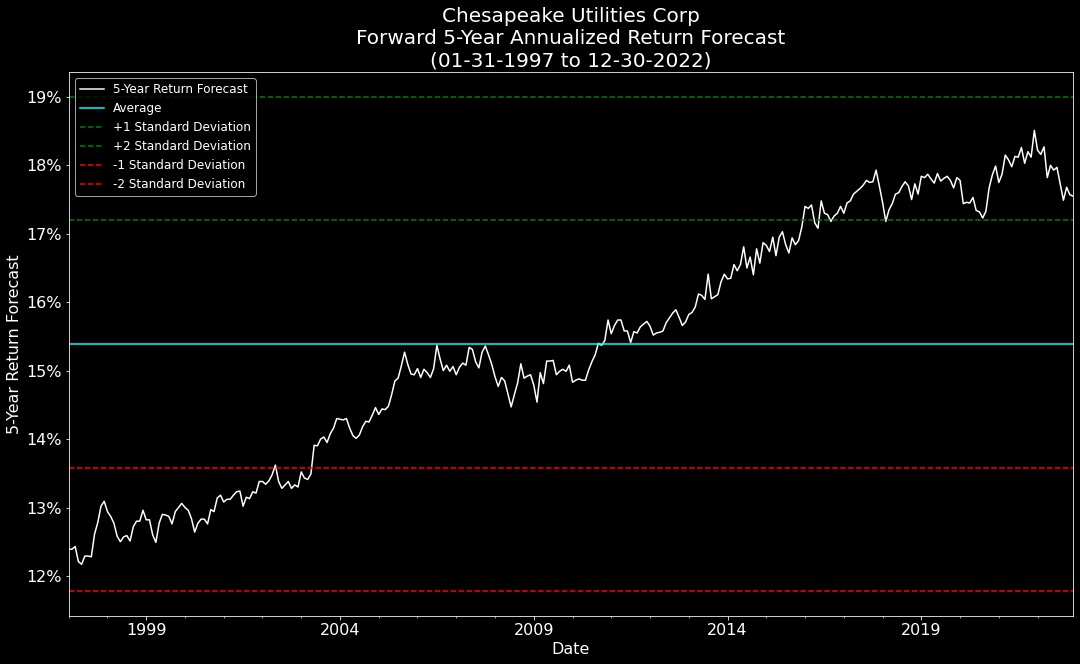 Chesapeake Utilities Corp
Forward 5-Year Annualized Return Forecast
(01-31-1997 to 12-30-2022)
5-Year Return Forecast
Average
+1 Standard Deviation
+2 Standard Deviation
-1 Standard Deviation
-2 Standard Deviation
19%
18%
17%
16%
15%
14%
13%
12%
5-Year Return Forecast
1999 2004 2009 2014 2019
Date